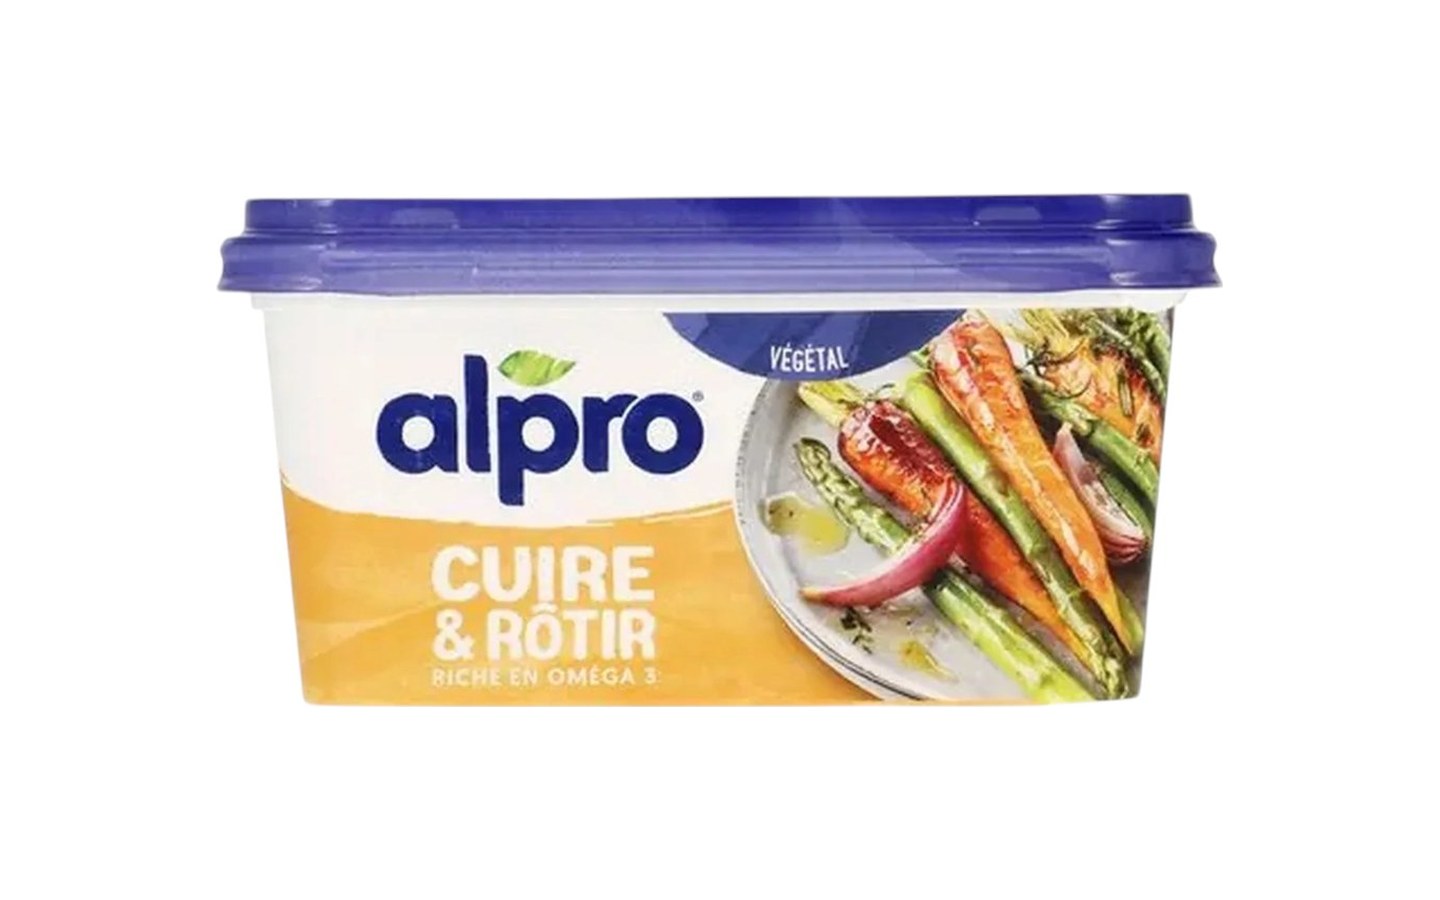 VÉGÉTAL
alpro®
CUIRE
& RÔTIR
RICHE EN OMÉGA 3